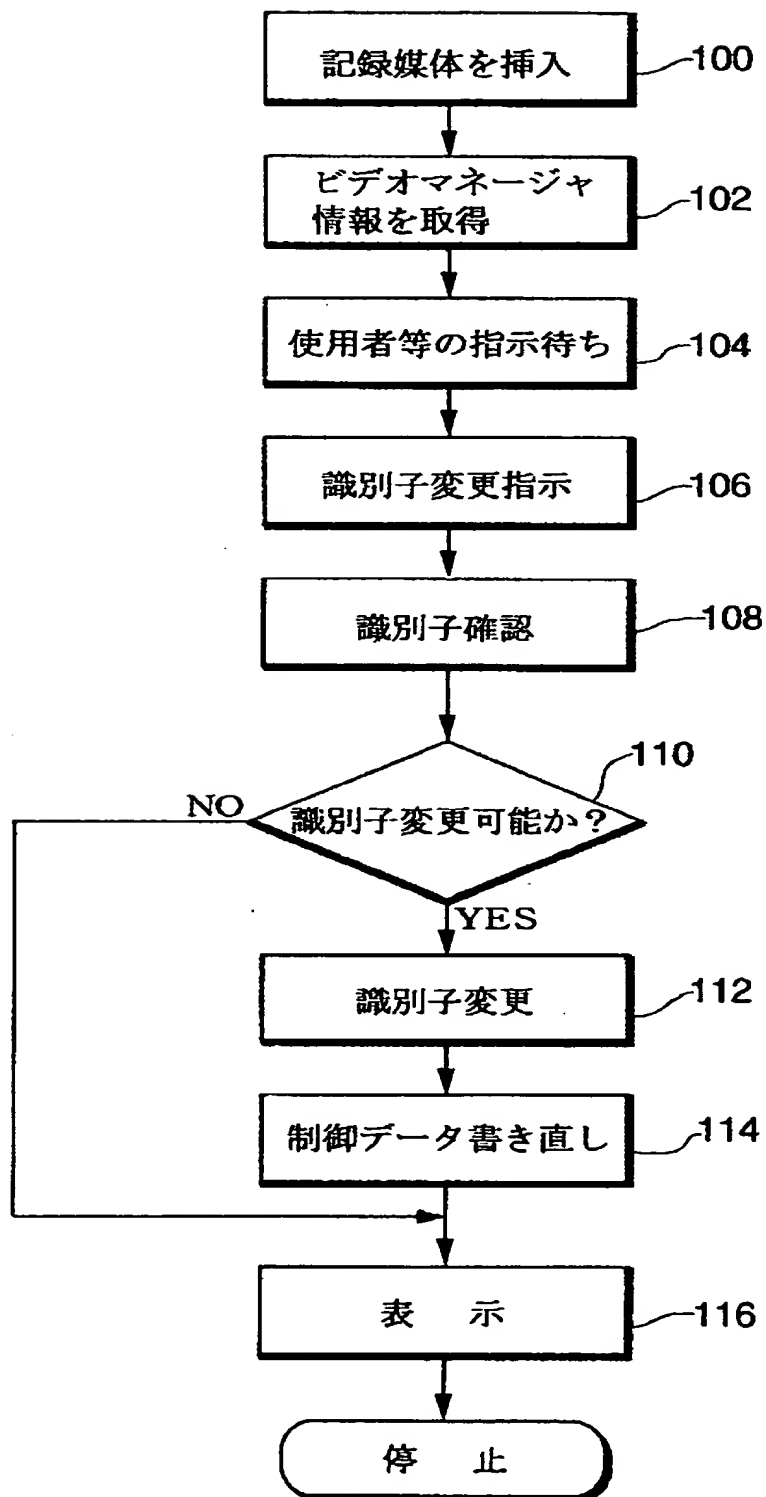 記録媒体を挿入
100
ビデオマネージャ
情報を取得
102
使用者等の指示待ち
104
識別子変更指示
106
識別子確認
108
110
NO
識別子変更可能か?
YES
識別子変更
112
制御データ書き直し
114
表 示
116
停 止